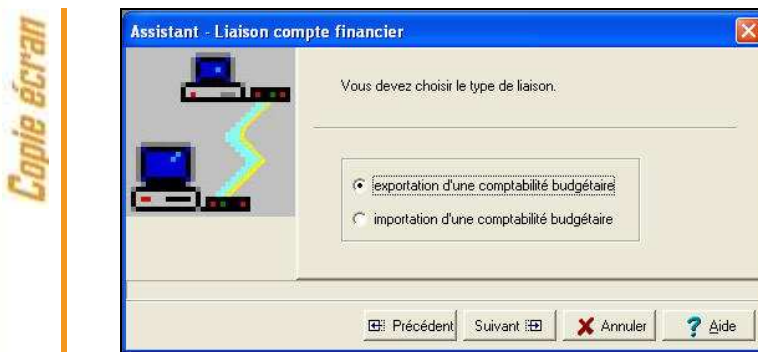 Copie écran
Assistant - Liaison compte financier
Vous devez choisir le type de liaison.
exportation d'une comptabilité budgétaire
importation d'une comptabilité budgétaire
Précédent Suivant Annuler ? Aide